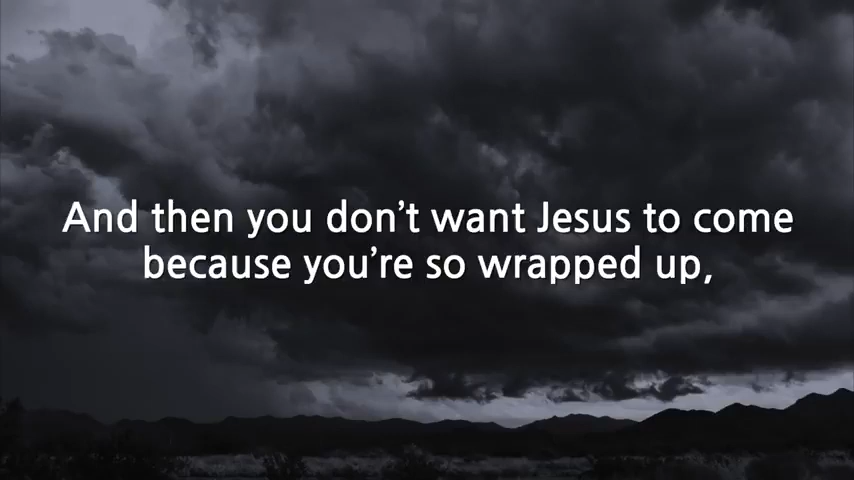 And then you don’t want Jesus to come
because you’re so wrapped up,